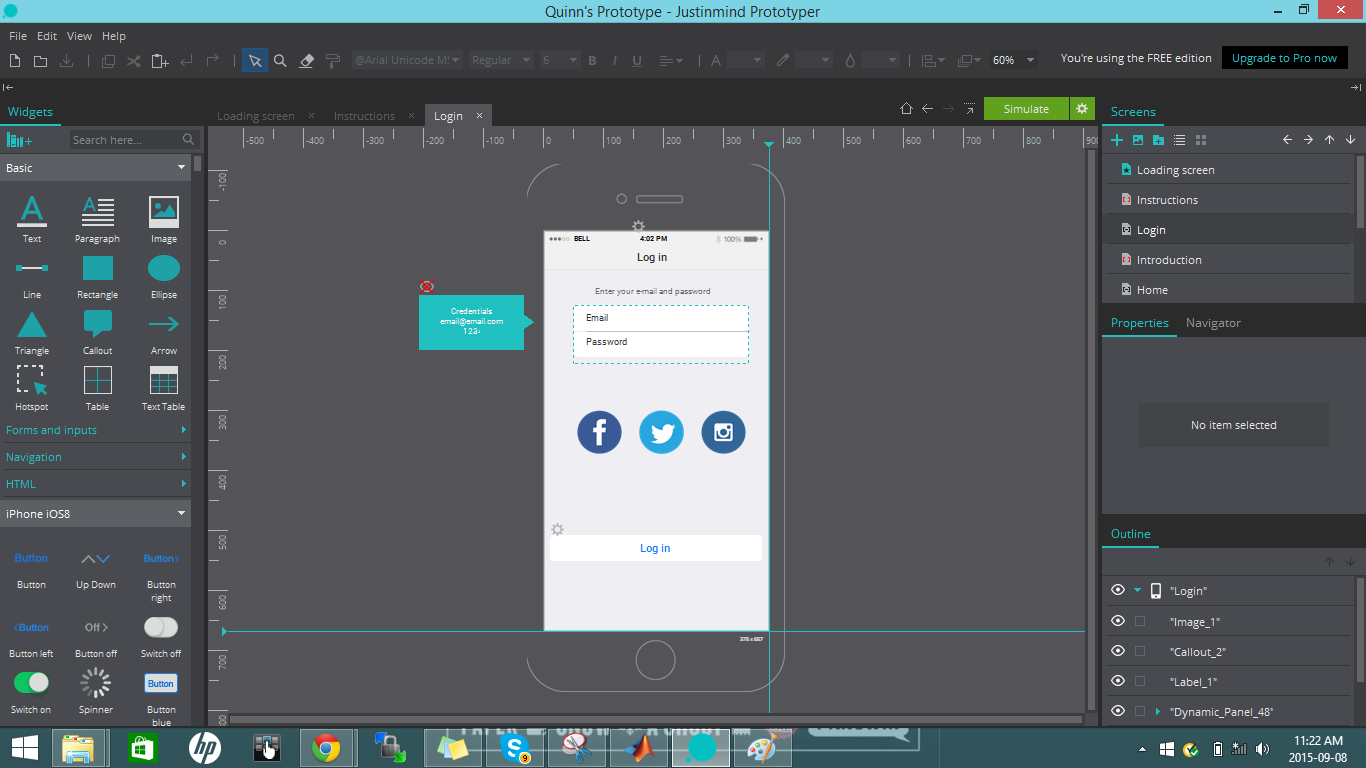 Quinn's Prototype - Justinmind Prototyper
File Edit View Help
@Arial Unicode M! Regular 6 B I U A 60% You're using the FREE edition Upgrade to Pro now
Widgets
Loading screen Instructions Login
Simulate
Screens
Search here...
-500 -400 -300 -200 -100 0 100 200 300 400 500 600 700 800 900
-100 0 100 200 300 400 500 600 700
Basic
Text Paragraph Image
Line Rectangle Ellipse
Triangle Callout Arrow
Hotspot Table Text Table
Forms and inputs
Navigation
HTML
iPhone iOS8
Button Button
Button Up Down Button right
Button Off
Button left Button off Switch off
Button
Switch on Spinner Button blue
BELL 4:02 PM 100%
Log in
Enter your e-mail and password
Email
Password
Credentials
email@email.com
Log in
375 x 667
Loading screen
Instructions
Login
Introduction
Home
Properties Navigator
No item selected
Outline
"Login"
"Image_1"
"Callout_2"
"Label_1"
"Dynamic_Panel_48"
hp
9
11:22 AM
2015-09-08